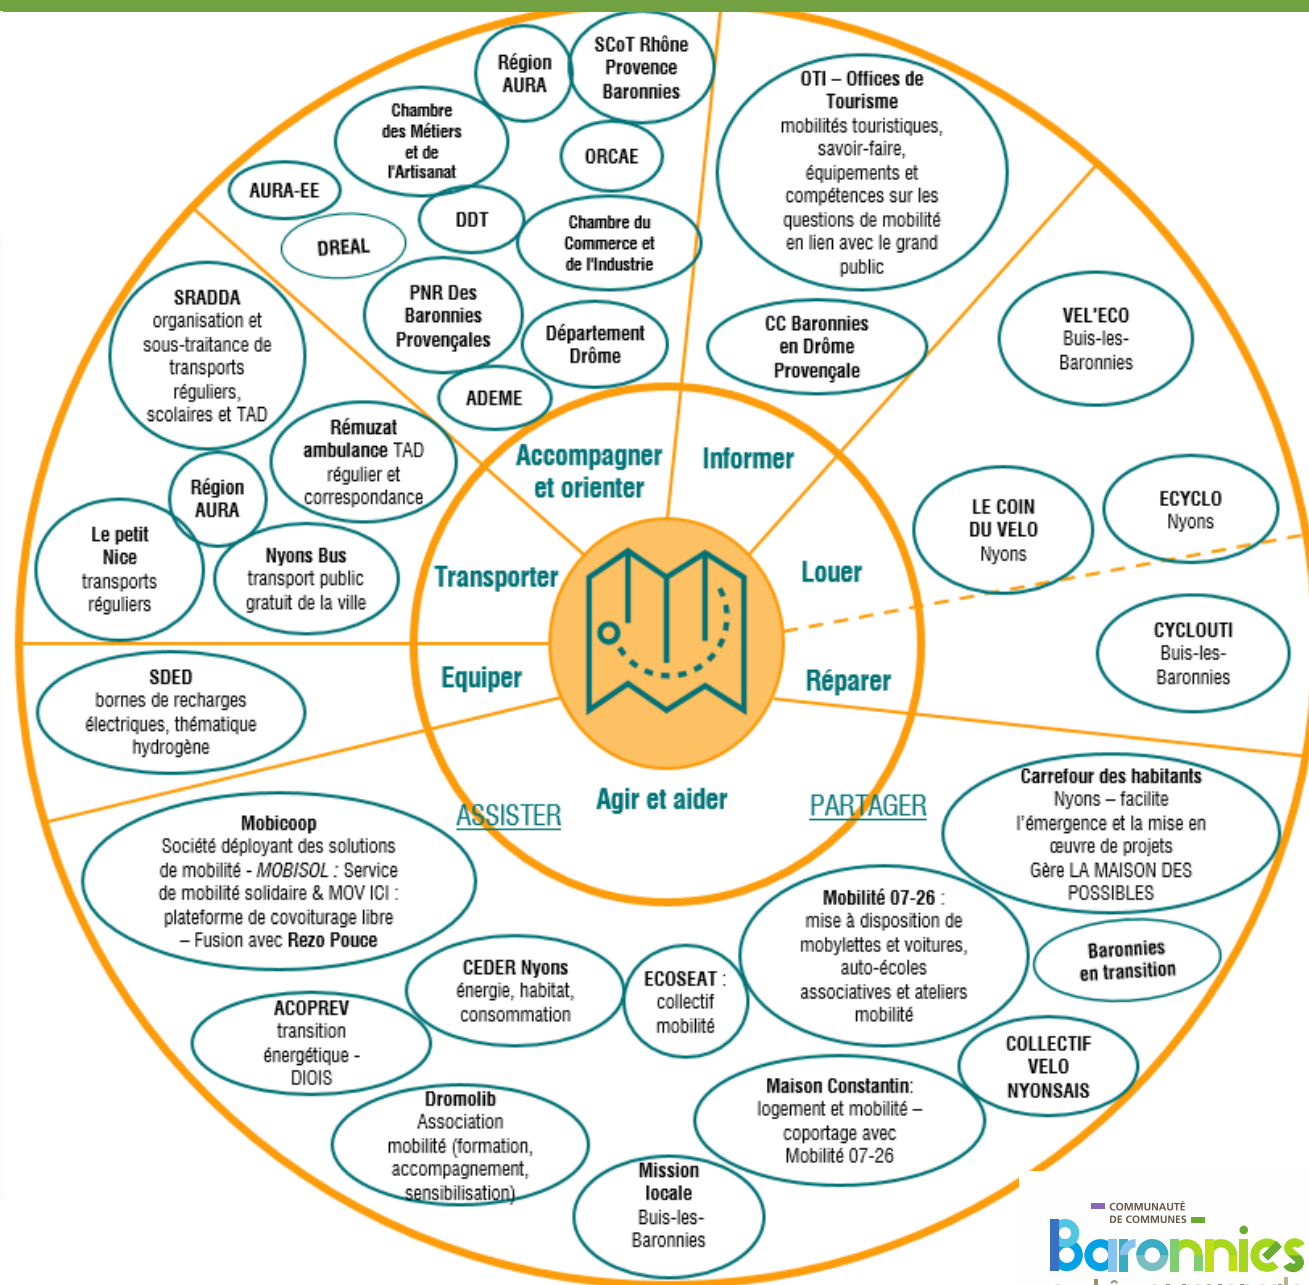 Région
AURA
SCoT Rhône
Provence
Baronnies
Chambre
des Métiers
et de
l'Artisanat
ORCAE
AURA-EE
DDT
DREAL
Chambre du
Commerce et
de l'Industrie
PNR Des
Baronnies
Provençales
Département
Drôme
ADEME
OTI – Offices de
Tourisme
mobilités touristiques,
savoir-faire,
équipements et
compétences sur les
questions de mobilité
en lien avec le grand
public
CC Baronnies
en Drôme
Provençale
VEL'ECO
Buis-les-
Baronnies
LE COIN
DU VELO
Nyons
ECYCLO
Nyons
CYCLOUTI
Buis-les-
Baronnies
SRADDA
organisation et
sous-traitance de
transports
réguliers,
scolaires et TAD
Rémuzat
ambulance TAD
régulier et
correspondance
Région
AURA
Le petit
Nice
transports
réguliers
Nyons Bus
transport public
gratuit de la ville
SDED
bornes de recharges
électriques, thématique
hydrogène
Accompagner
et orienter
Informer
Transporter
Louer
Equiper
Réparer
Agir et aider
ASSISTER
PARTAGER
Mobicoop
Société déployant des solutions
de mobilité - MOBISOL : Service
de mobilité solidaire & MOV ICI :
plateforme de covoiturage libre
– Fusion avec Rezo Pouce
CEDER Nyons
énergie, habitat,
consommation
ECOSEAT :
collectif
mobilité
ACOPREV
transition
énergétique -
DIOIS
Dromolib
Association
mobilité (formation,
accompagnement,
sensibilisation)
Mission
locale
Buis-les-
Baronnies
Maison Constantin:
logement et mobilité –
coportage avec
Mobilité 07-26
Mobilité 07-26 :
mise à disposition de
mobylettes et voitures,
auto-écoles
associatives et ateliers
mobilité
Carrefour des habitants
Nyons – facilite
l'émergence et la mise en
œuvre de projets
Gère LA MAISON DES
POSSIBLES
Baronnies
en transition
COLLECTIF
VELO
NYONSAIS
COMMUNAUTÉ
DE COMMUNES
Baronnies